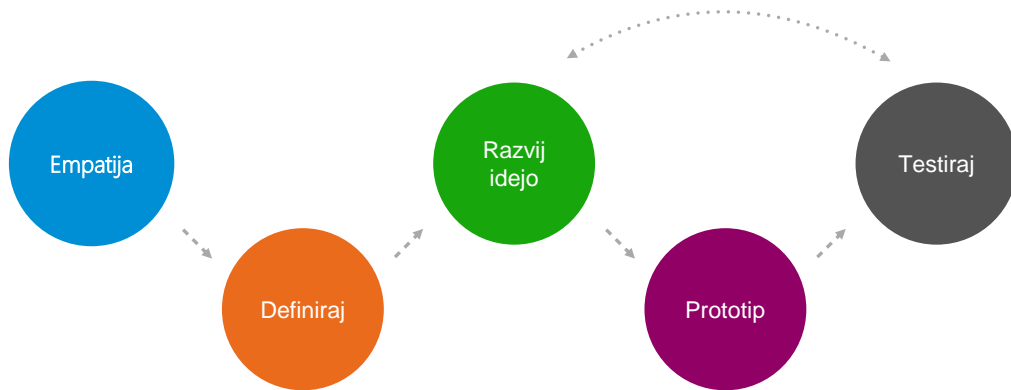 Empatija
Definiraj
Razvij
idejo
Prototip
Testiraj